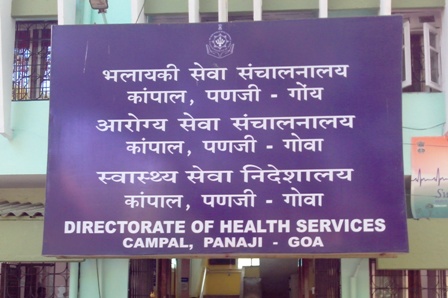 भलायकी सेवा संचालनालय
कांपाल, पणजी - गोंय
आरोग्य सेवा संचालनालय
कांपाल, पणजी - गोवा
स्वास्थ्य सेवा निदेशालय
कांपाल, पणजी - गोवा
DIRECTORATE OF HEALTH SERVICES
CAMPAL, PANAJI - GOA